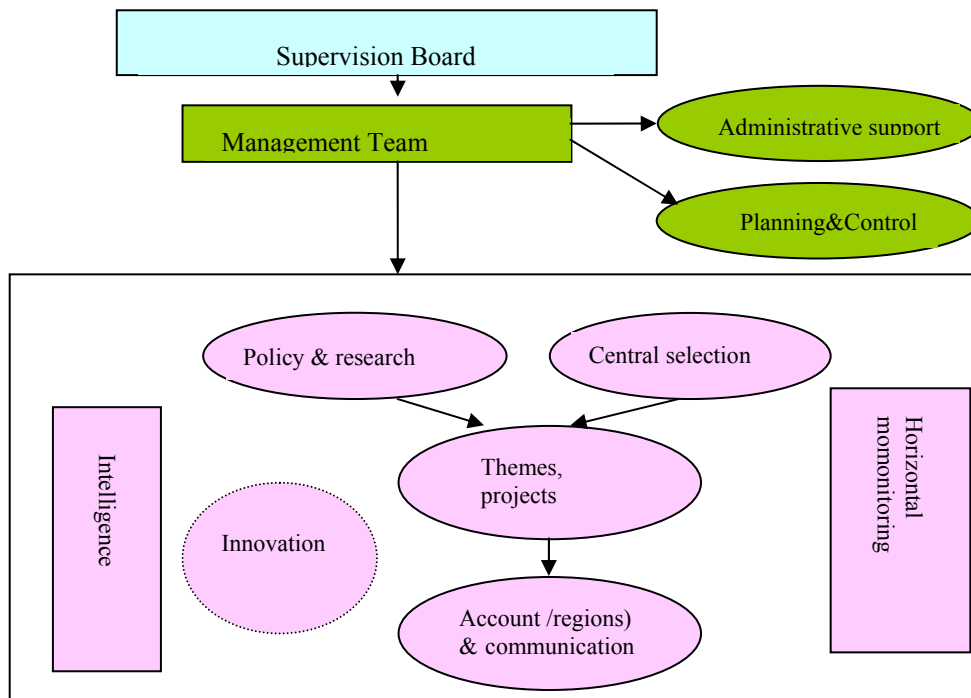 Supervision Board
Management Team
Administrative support
Planning&Control
Policy & research
Central selection
Intelligence
Innovation
Themes,
projects
Horizontal
momonitoring
Account /regions)
& communication